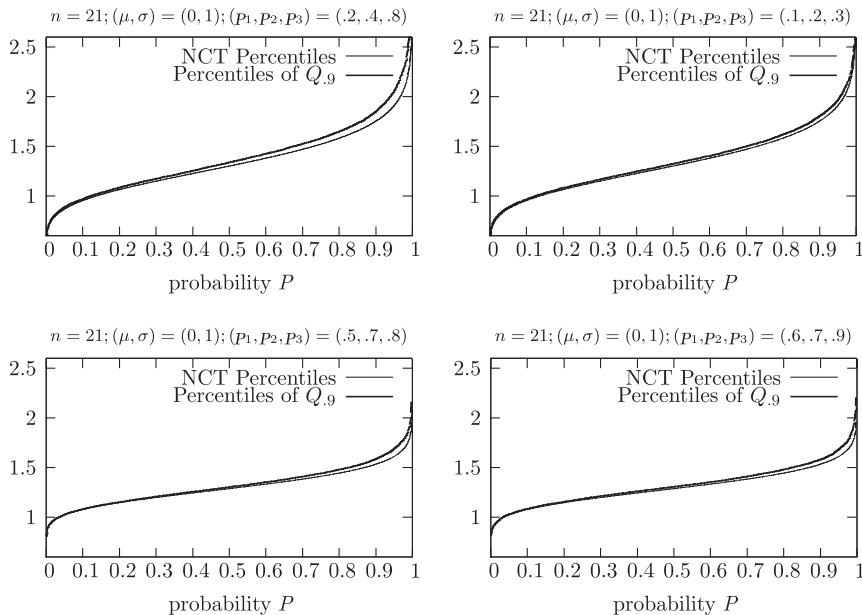 n = 21; (μ, σ) = (0, 1); (p₁,p₂,p₃) = (.2, .4, .8)
2.5
2
1.5
1
NCT Percentiles
Percentiles of Q.₉
0 0.1 0.2 0.3 0.4 0.5 0.6 0.7 0.8 0.9 1
probability P
n = 21; (μ, σ) = (0, 1); (p₁,p₂,p₃) = (.1, .2, .3)
2.5
2
1.5
1
NCT Percentiles
Percentiles of Q.₉
0 0.1 0.2 0.3 0.4 0.5 0.6 0.7 0.8 0.9 1
probability P
n = 21; (μ, σ) = (0, 1); (p₁,p₂,p₃) = (.5, .7, .8)
2.5
2
1.5
1
NCT Percentiles
Percentiles of Q.₉
0 0.1 0.2 0.3 0.4 0.5 0.6 0.7 0.8 0.9 1
probability P
n = 21; (μ, σ) = (0, 1); (p₁,p₂,p₃) = (.6, .7, .9)
2.5
2
1.5
1
NCT Percentiles
Percentiles of Q.₉
0 0.1 0.2 0.3 0.4 0.5 0.6 0.7 0.8 0.9 1
probability P